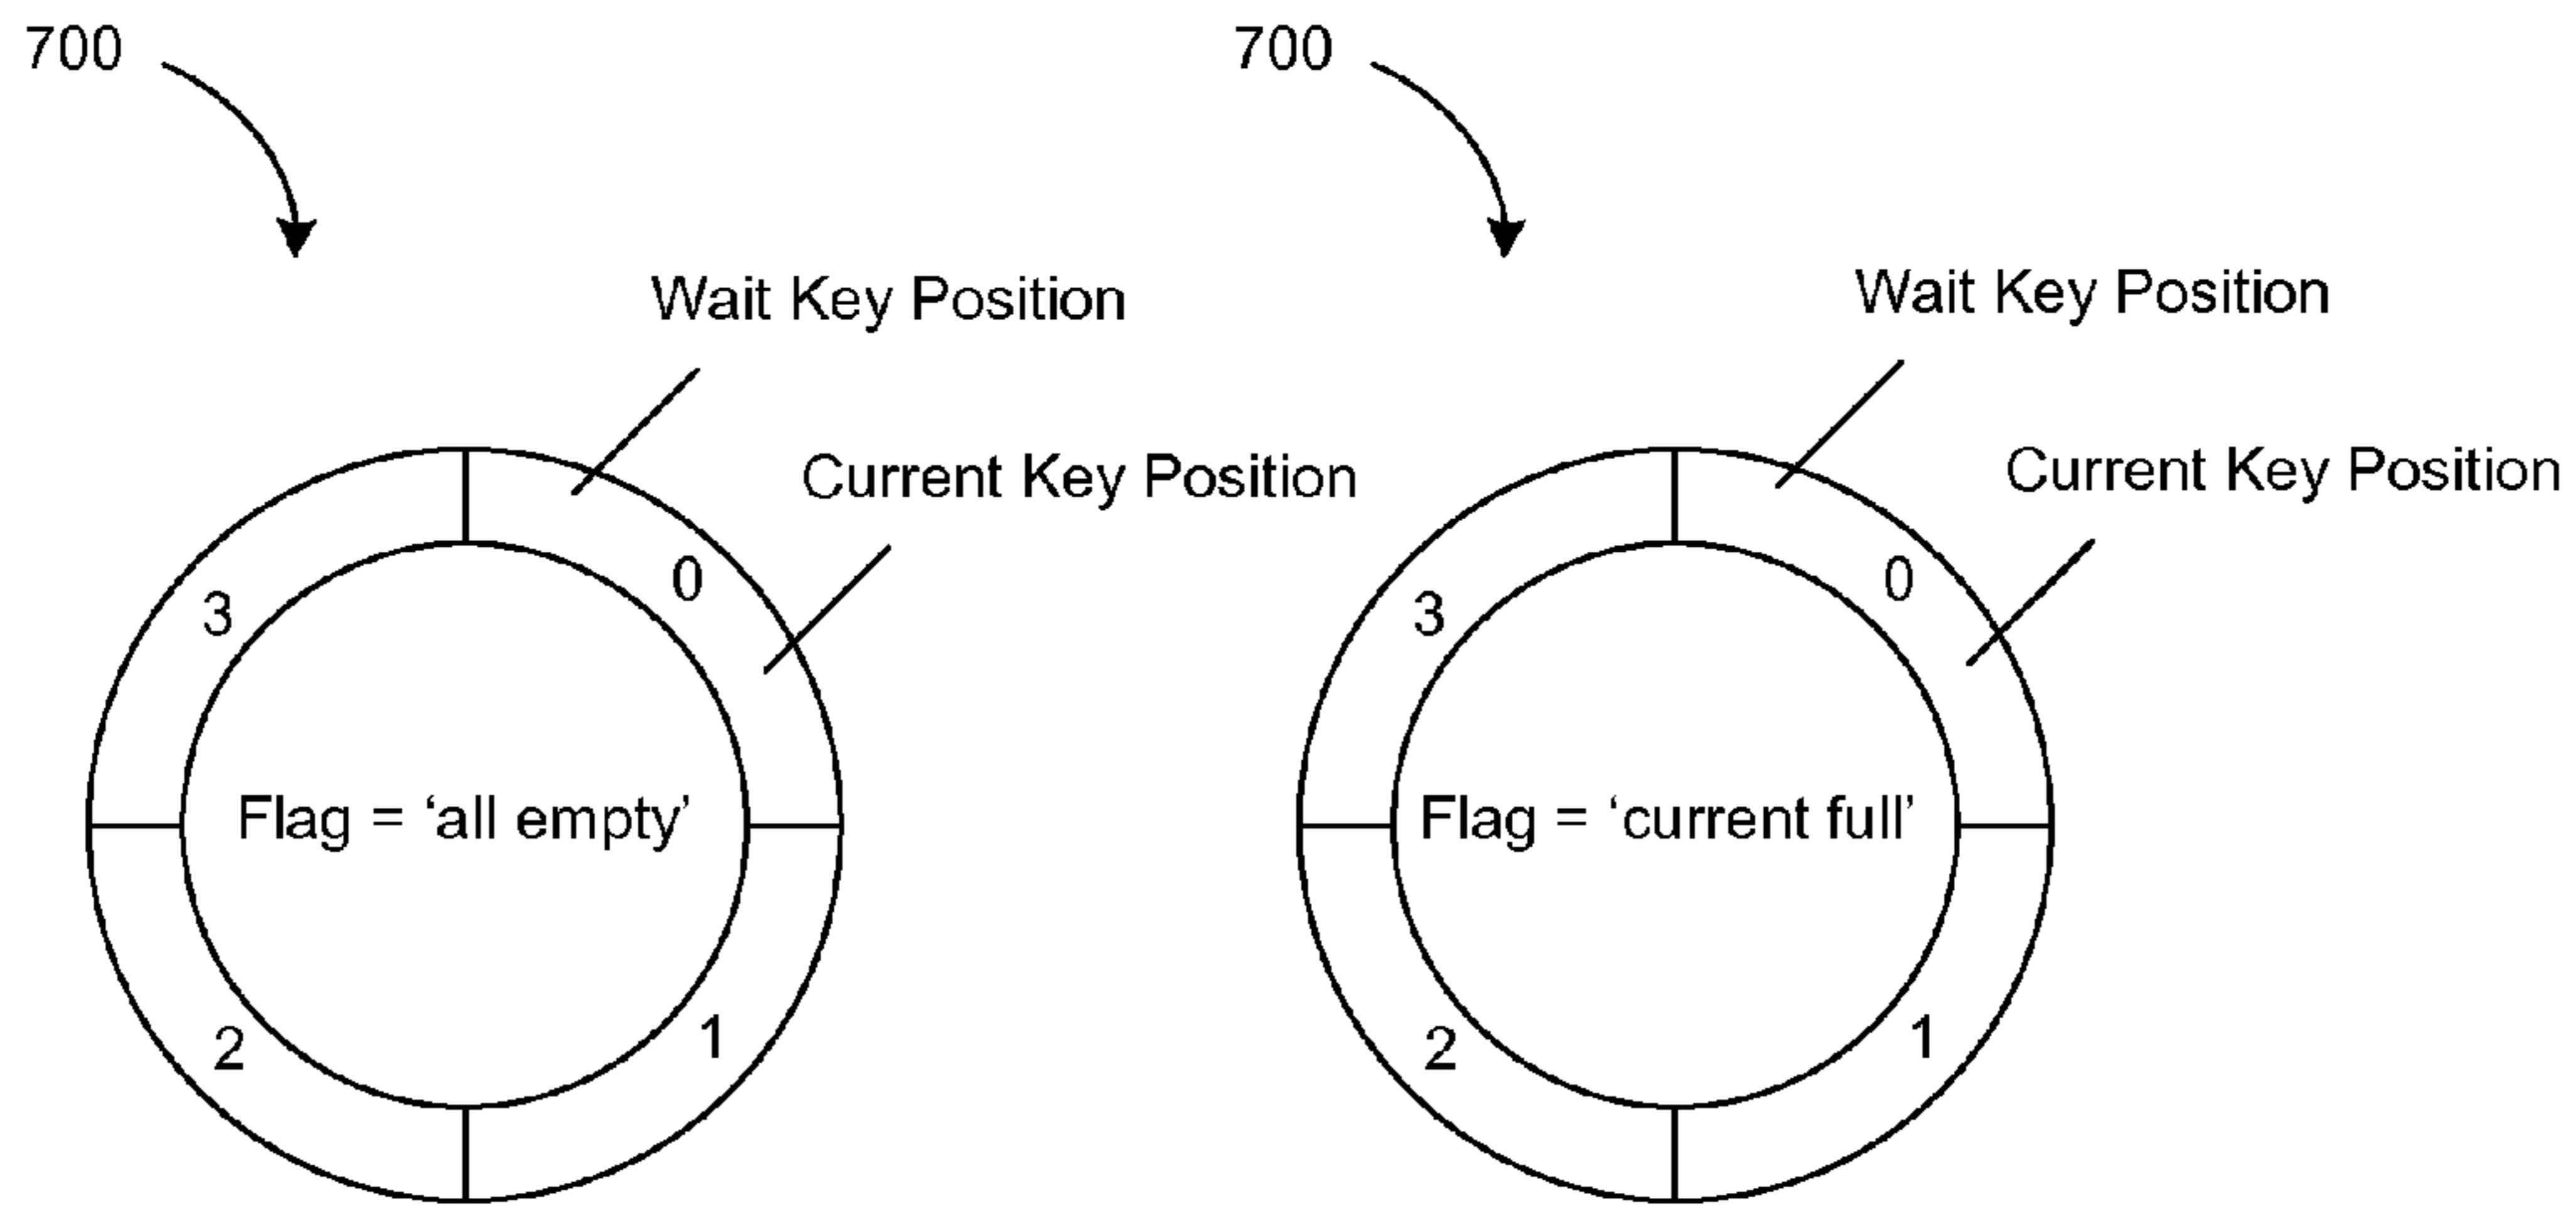 700
Wait Key Position
Current Key Position
0
3
Flag = ‘all empty’
2
1
700
Wait Key Position
Current Key Position
0
3
Flag = ‘current full’
2
1